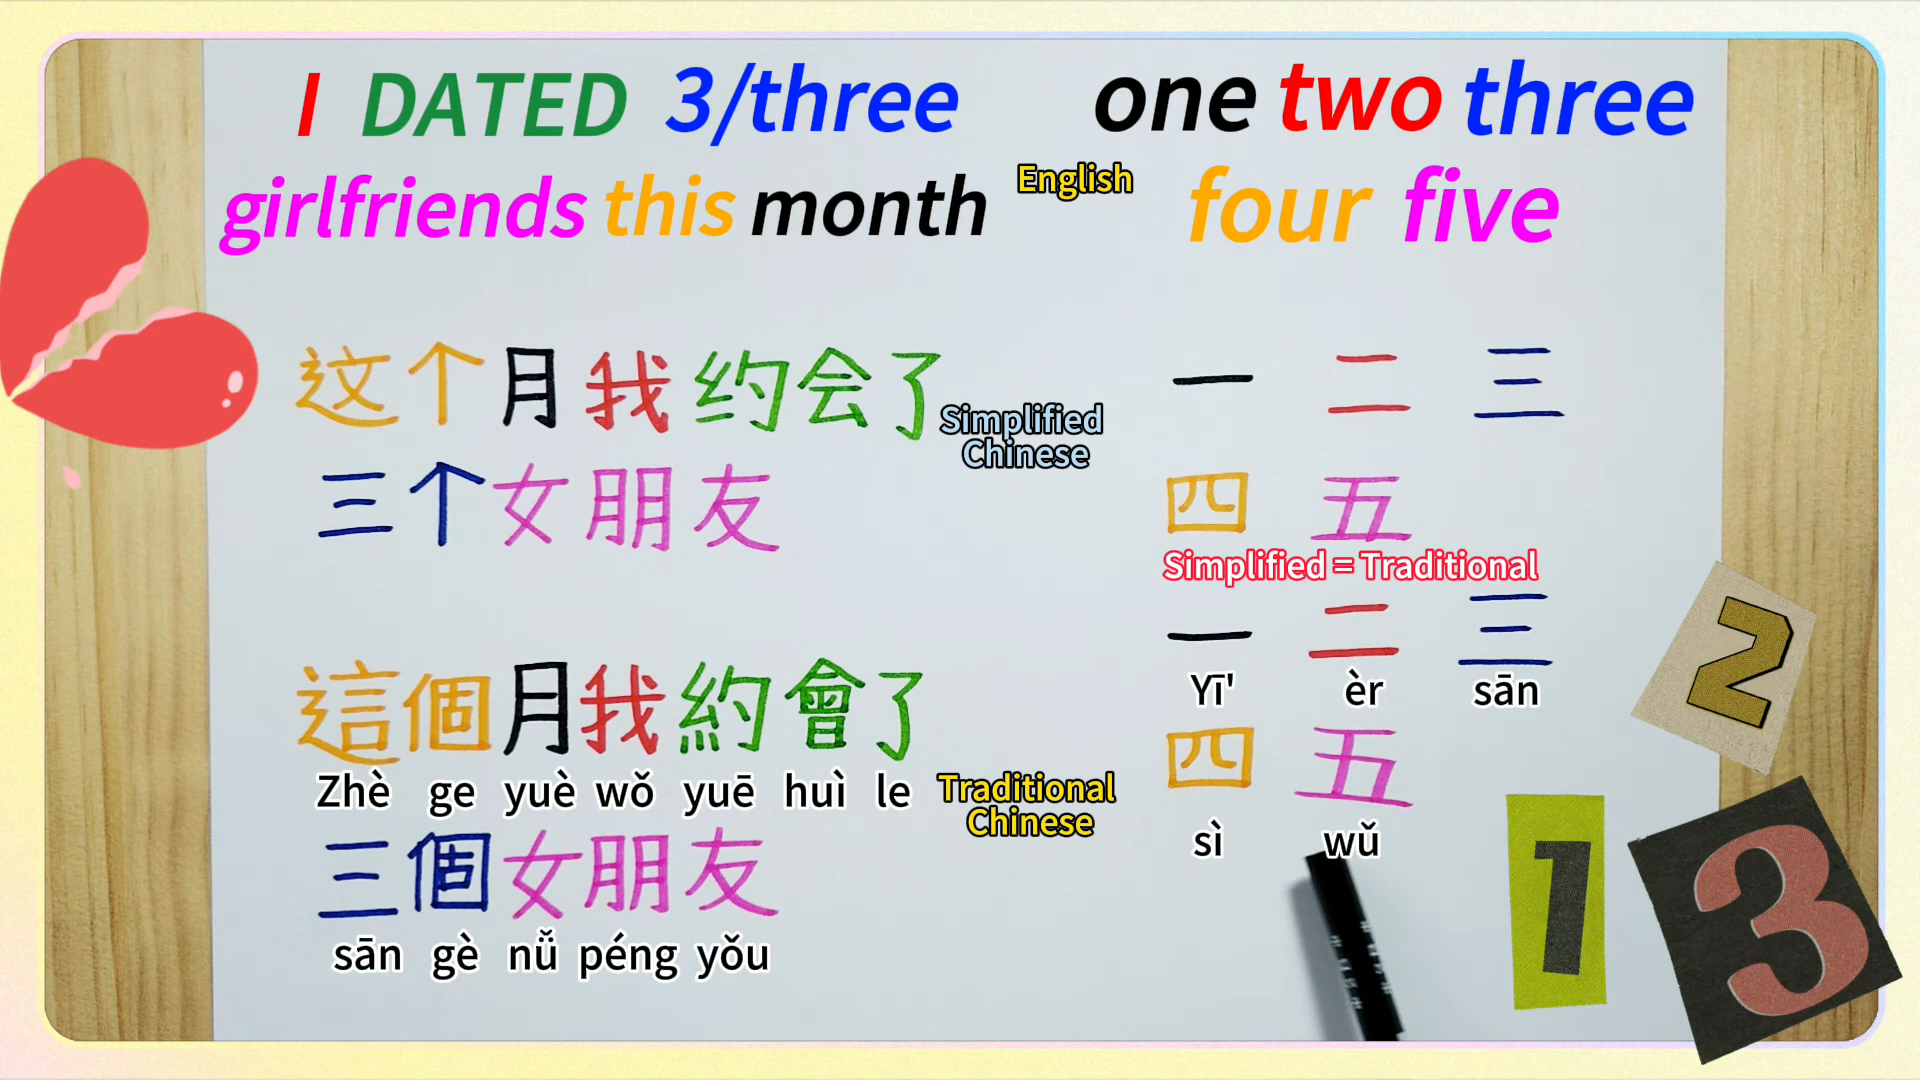 I DATED 3/three
girlfriends this month
English
one two three
four five
这个月我约会了
三个女朋友
Simplified
Chinese
一 二 三
四 五
Simplified = Traditional
這個月我約會了
Zhè ge yuè wǒ yuē huì le
三個女朋友
sān gè nǚ péng yǒu
Traditional
Chinese
一 二 三
Yī' èr sān
四 五
sì wǔ
2
1
3